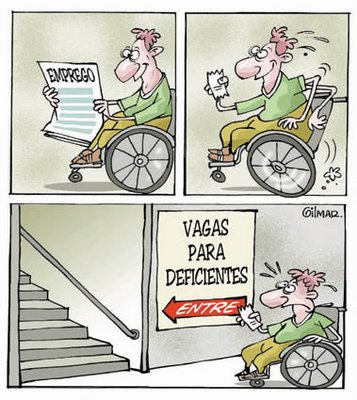 EMPREGO
GILMAR.
VAGAS
PARA
DEFICIENTES
ENTRE